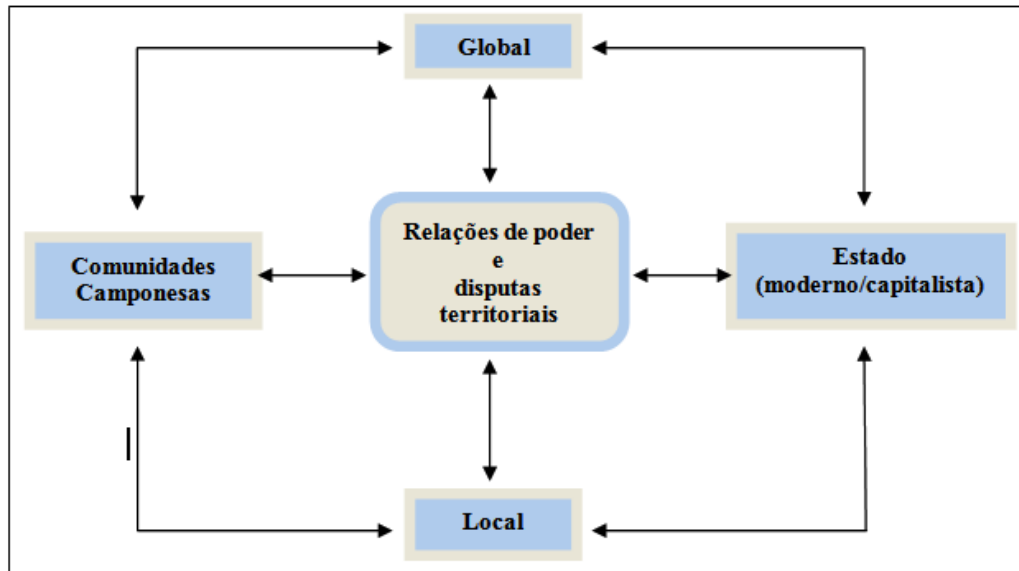 Global
Relações de poder
e
disputas
territoriais
Comunidades
Camponesas
Estado
(moderno/capitalista)
Local